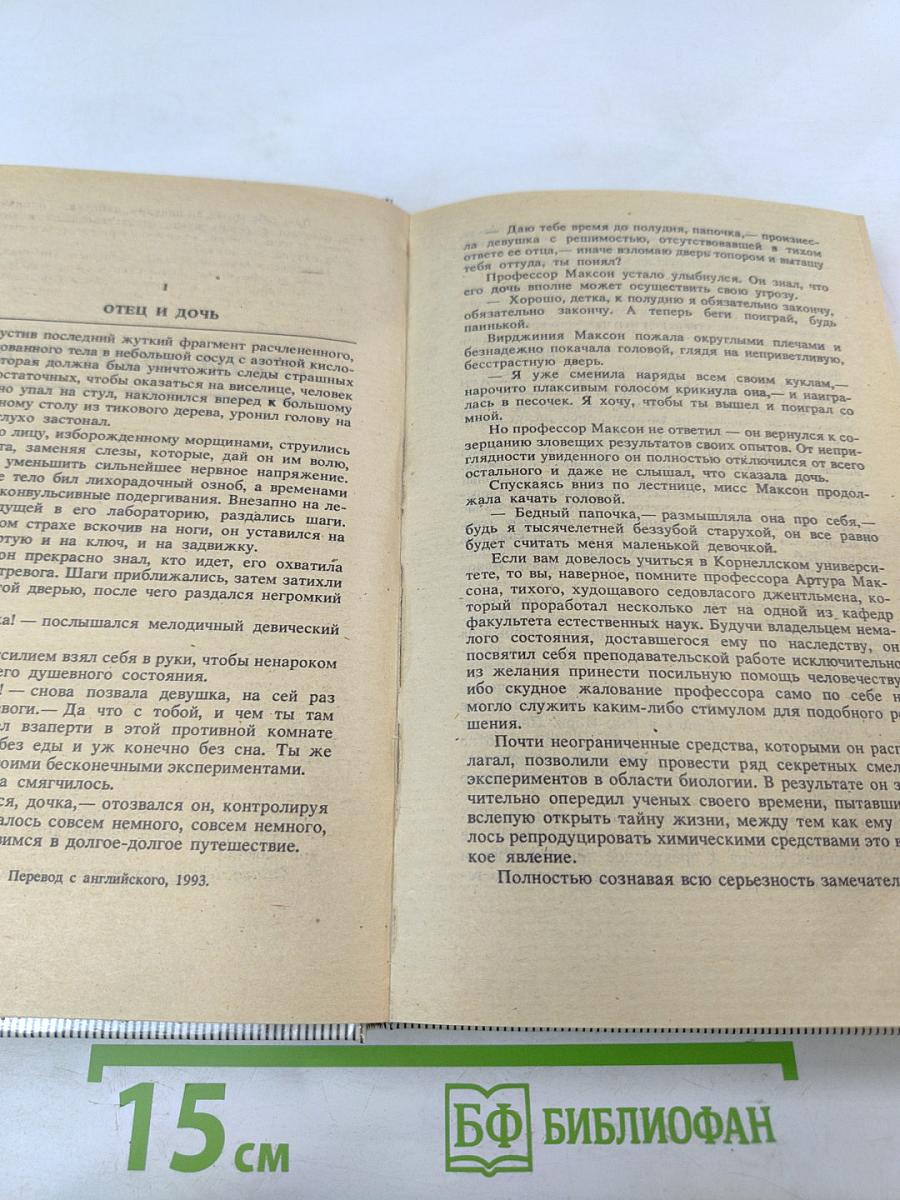 I
ОТЕЦ И ДОЧЬ
устив последний жуткий фрагмент расчлененного,
ованного тела в небольшой сосуд с азотной кисло-
торая должна была уничтожить следы страшных
остаточных, чтобы оказаться на виселице, человек
но упал на стул, наклонился вперед к большому
ному столу из тикового дерева, уронил голову на
лухо застонал.
о лицу, изборожденному морщинами, струились
та, заменяя слезы, которые, дай он им волю,
уменьшить сильнейшее нервное напряжение.
е тело бил лихорадочный озноб, а временами
конвульсивные подергивания. Внезапно на ле-
дущей в его лабораторию, раздались шаги.
ом страхе вскочив на ноги, он уставился на
ртую и на ключ, и на задвижку.
он прекрасно знал, кто идет, его охватила
тревога. Шаги приближались, затем затихли
той дверью, после чего раздался негромкий
ка! — послышался мелодичный девический
силием взял себя в руки, чтобы ненароком
его душевного состояния.
! — снова позвала девушка, на сей раз
евоги.— Да что с тобой, и чем ты там
ел взаперти в этой противной комнате
без еды и уж конечно без сна. Ты же
воими бесконечными экспериментами.
а смягчилось.
ся, дочка,— отозвался он, контролируя
талось совсем немного, совсем немного,
вимся в долгое-долгое путешествие.
Перевод с английского, 1993.
— Даю тебе время до полудня, папочка,— произнес-
ла девушка с решимостью, отсутствовавшей в тихом
ответе ее отца,— иначе взломаю дверь топором и вытащу
тебя оттуда, ты понял?
Профессор Максон устало улыбнулся. Он знал, что
его дочь вполне может осуществить свою угрозу.
— Хорошо, детка, к полудню я обязательно закончу,
обязательно закончу. А теперь беги поиграй, будь
паинькой.
Вирджиния Максон пожала округлыми плечами и
безнадежно покачала головой, глядя на неприветливую,
бесстрастную дверь.
— Я уже сменила наряды всем своим куклам,—
нарочито плаксивым голосом крикнула она,— и наигра-
лась в песочек. Я хочу, чтобы ты вышел и поиграл со
мной.
Но профессор Максон не ответил — он вернулся к со-
зерцанию зловещих результатов своих опытов. От непри-
глядности увиденного он полностью отключился от всего
остального и даже не слышал, что сказала дочь.
Спускаясь вниз по лестнице, мисс Максон продол-
жала качать головой.
— Бедный папочка,— размышляла она про себя,—
будь я тысячелетней беззубой старухой, он все равно
будет считать меня маленькой девочкой.
Если вам довелось учиться в Корнеллском универси-
тете, то вы, наверное, помните профессора Артура Мак-
сона, тихого, худощавого седовласого джентльмена, ко-
торый проработал несколько лет на одной из кафедр
факультета естественных наук. Будучи владельцем нема-
лого состояния, доставшегося ему по наследству, он
посвятил себя преподавательской работе исключительно
из желания принести посильную помощь человечеству
ибо скудное жалование профессора само по себе н
могло служить каким-либо стимулом для подобного ре
шения.
Почти неограниченные средства, которыми он расп
лагал, позволили ему провести ряд секретных смел
экспериментов в области биологии. В результате он з
чительно опередил ученых своего времени, пытавши
вслепую открыть тайну жизни, между тем как ему
лось репродуцировать химическими средствами это в
кое явление.
Полностью сознавая всю серьезность замечател
15 см
БФ БИБЛИОФАН